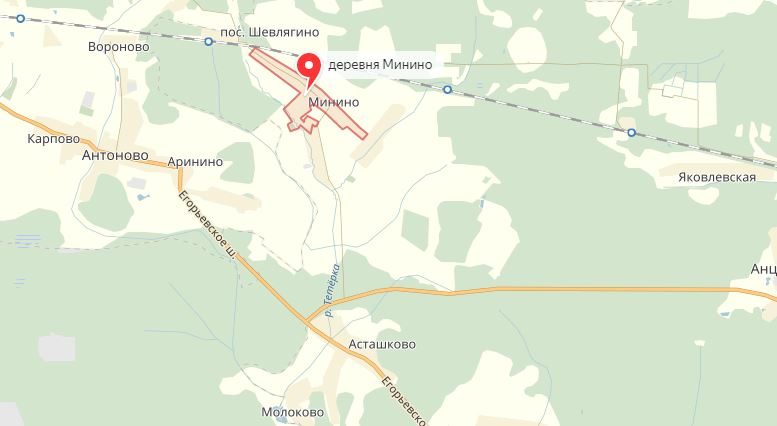 пос. Шевлягино
Вороново
деревня Минино
Минино
Карпово
Антоново
Аринино
Яковлевская
Егорьевское ш.
Анц
р. Тетёрка
Асташково
Егорьевско
Молоково